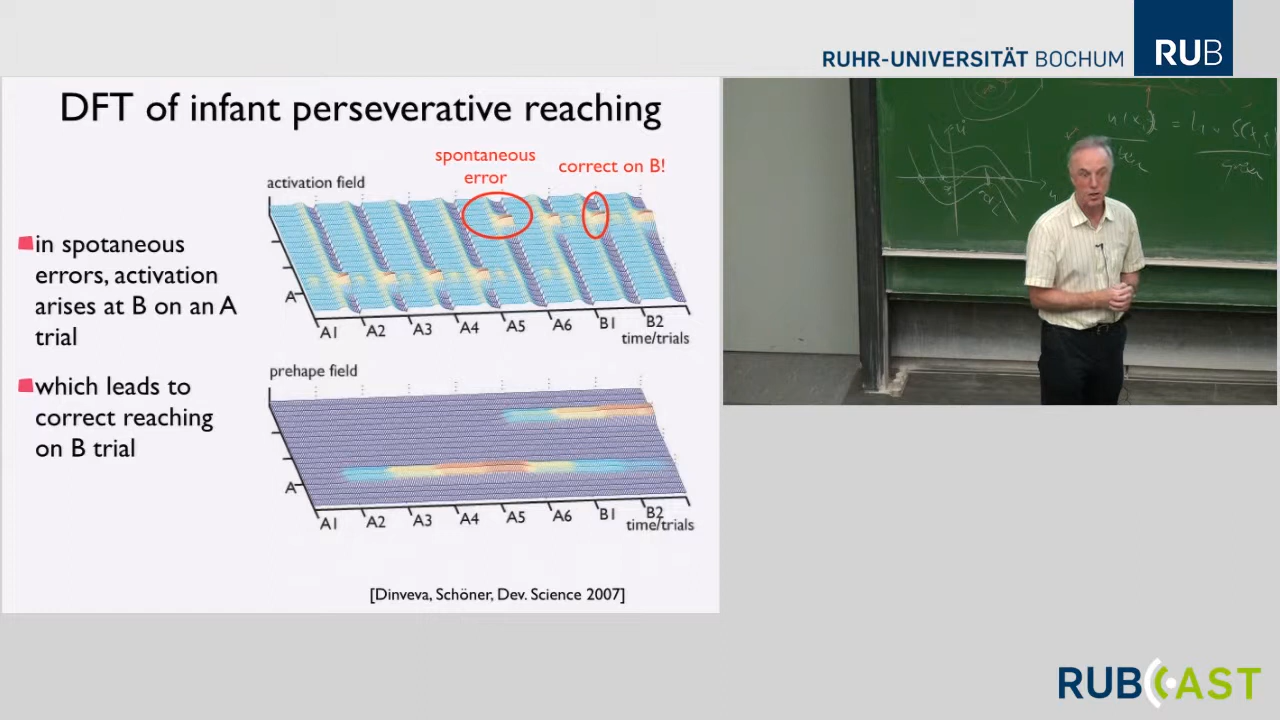 RUHR-UNIVERSITÄT BOCHUM
RUB
DFT of infant perseverative reaching
spontaneous
error
correct on B!
activation field
in spotaneous
errors, activation
arises at B on an A
trial
A
A1 A2 A3 A4 A5 A6 B1 B2
time/trials
prehape field
which leads to
correct reaching
on B trial
A
A1 A2 A3 A4 A5 A6 B1 B2
time/trials
[Dinveva, Schöner, Dev. Science 2007]
RUBCAST